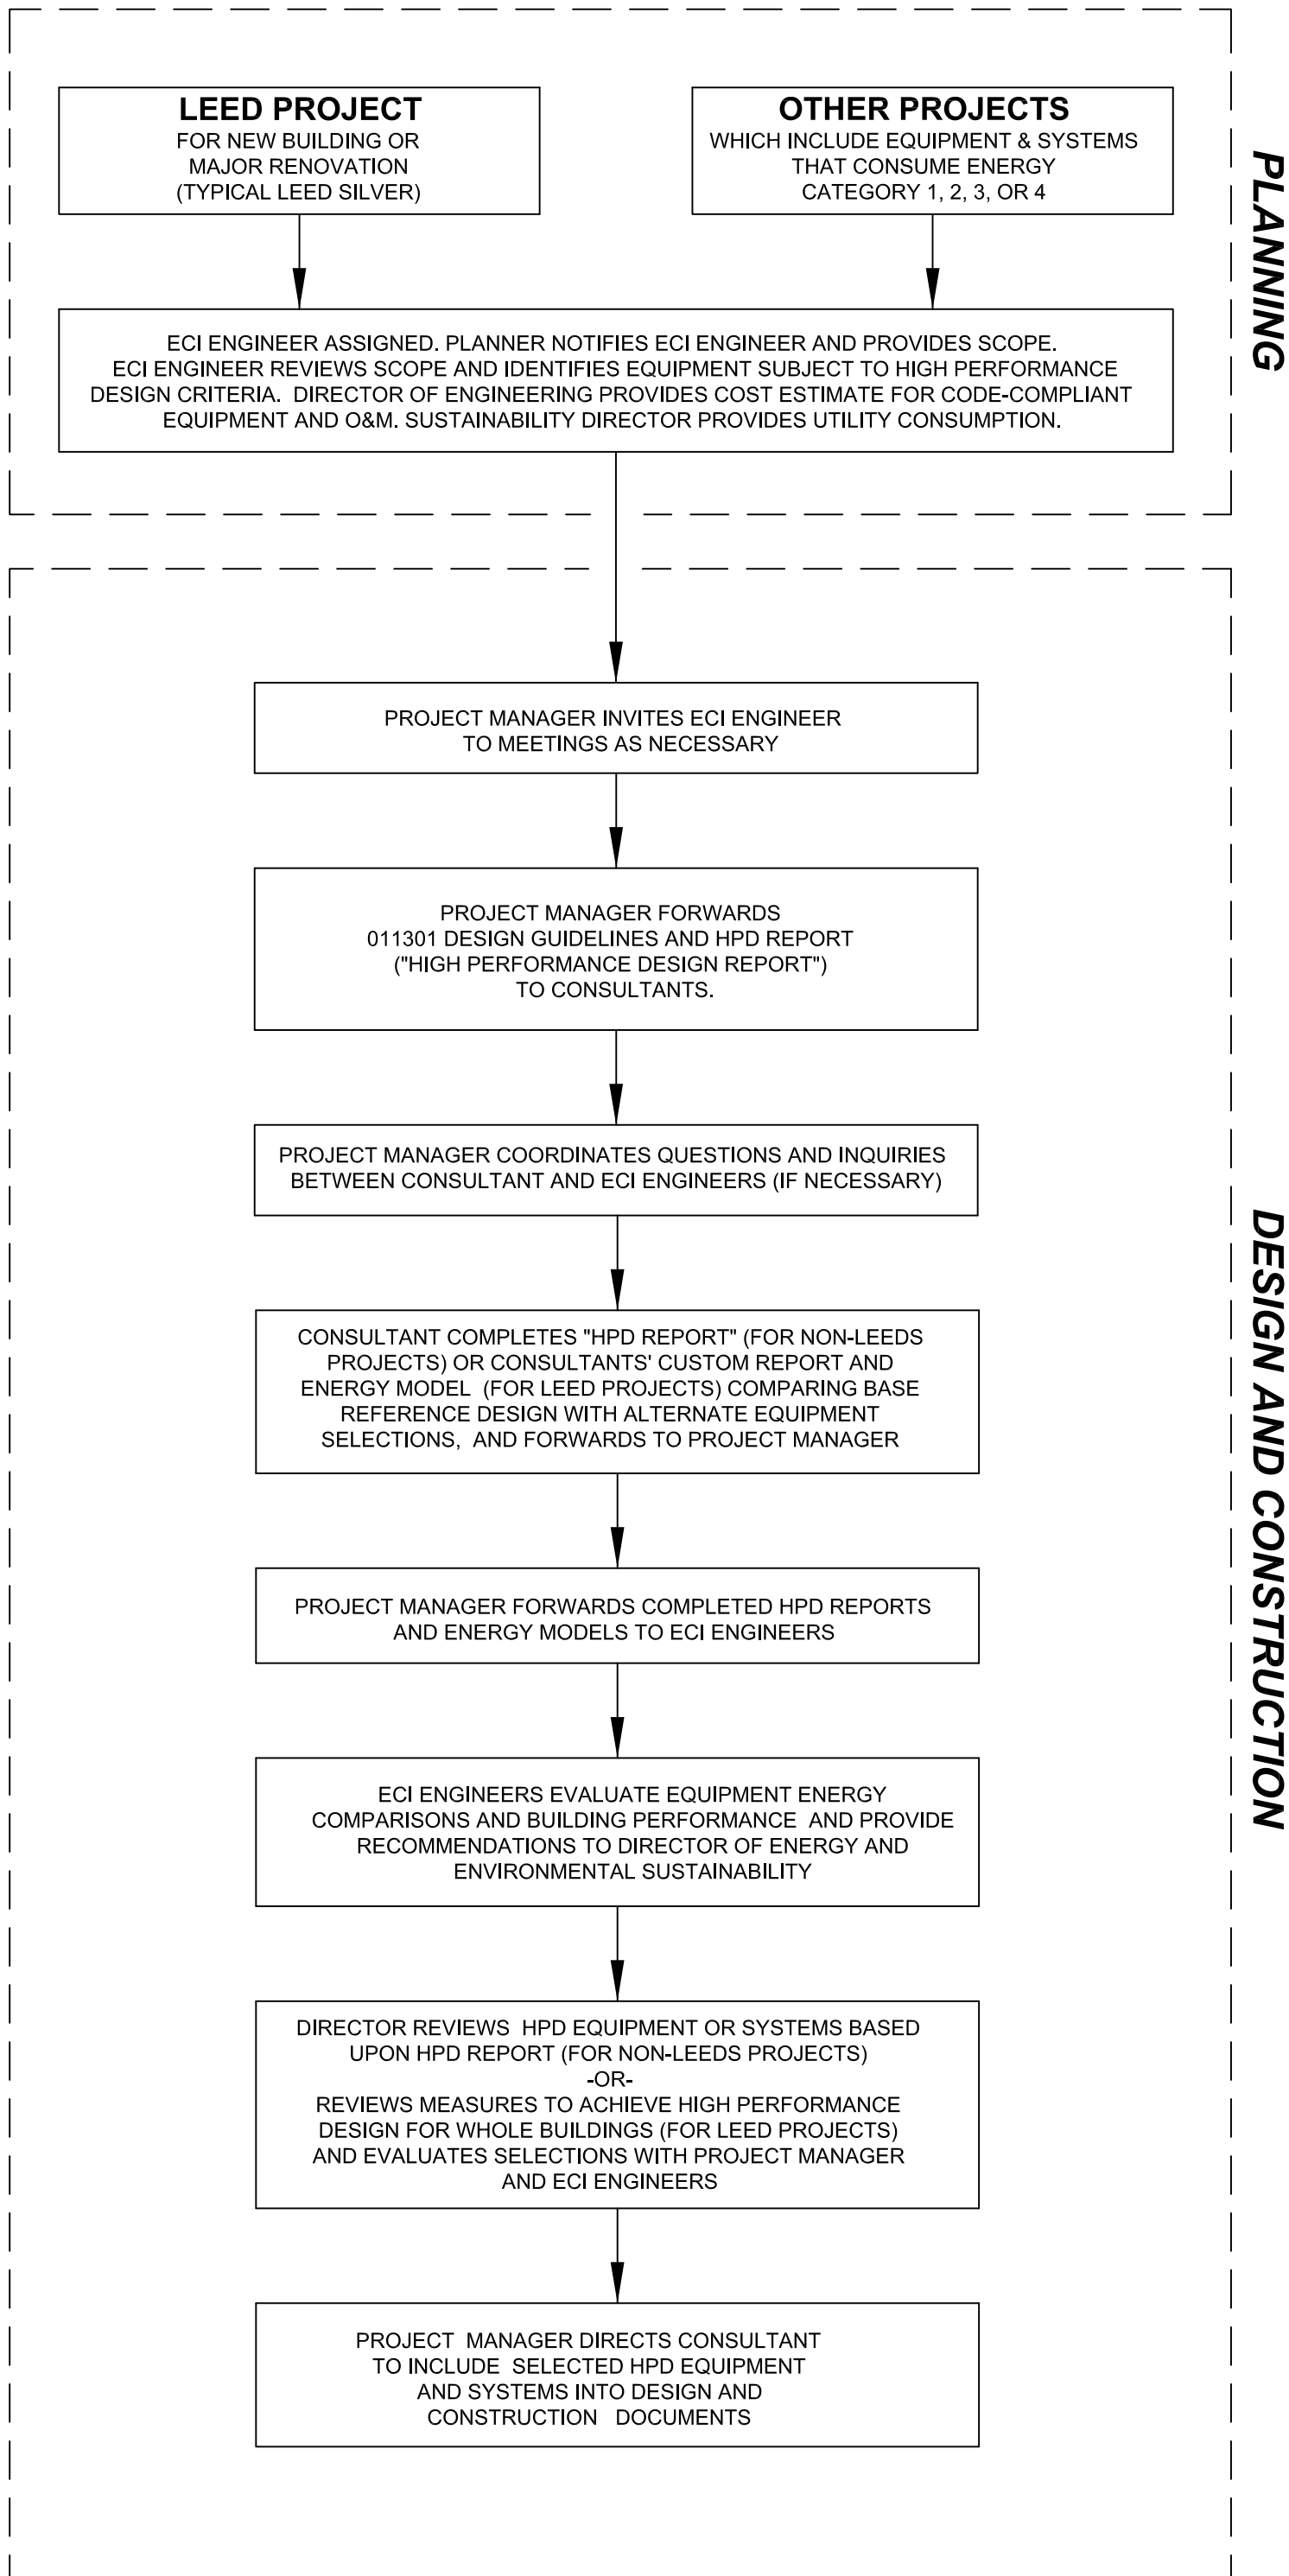 LEED PROJECT
FOR NEW BUILDING OR
MAJOR RENOVATION
(TYPICAL LEED SILVER)
OTHER PROJECTS
WHICH INCLUDE EQUIPMENT & SYSTEMS
THAT CONSUME ENERGY
CATEGORY 1, 2, 3, OR 4
PLANNING
ECI ENGINEER ASSIGNED. PLANNER NOTIFIES ECI ENGINEER AND PROVIDES SCOPE.
ECI ENGINEER REVIEWS SCOPE AND IDENTIFIES EQUIPMENT SUBJECT TO HIGH PERFORMANCE
DESIGN CRITERIA. DIRECTOR OF ENGINEERING PROVIDES COST ESTIMATE FOR CODE-COMPLIANT
EQUIPMENT AND O&M. SUSTAINABILITY DIRECTOR PROVIDES UTILITY CONSUMPTION.
PROJECT MANAGER INVITES ECI ENGINEER
TO MEETINGS AS NECESSARY
PROJECT MANAGER FORWARDS
011301 DESIGN GUIDELINES AND HPD REPORT
("HIGH PERFORMANCE DESIGN REPORT")
TO CONSULTANTS.
PROJECT MANAGER COORDINATES QUESTIONS AND INQUIRIES
BETWEEN CONSULTANT AND ECI ENGINEERS (IF NECESSARY)
DESIGN AND CONSTRUCTION
CONSULTANT COMPLETES "HPD REPORT" (FOR NON-LEEDS
PROJECTS) OR CONSULTANTS' CUSTOM REPORT AND
ENERGY MODEL (FOR LEED PROJECTS) COMPARING BASE
REFERENCE DESIGN WITH ALTERNATE EQUIPMENT
SELECTIONS, AND FORWARDS TO PROJECT MANAGER
PROJECT MANAGER FORWARDS COMPLETED HPD REPORTS
AND ENERGY MODELS TO ECI ENGINEERS
ECI ENGINEERS EVALUATE EQUIPMENT ENERGY
COMPARISONS AND BUILDING PERFORMANCE AND PROVIDE
RECOMMENDATIONS TO DIRECTOR OF ENERGY AND
ENVIRONMENTAL SUSTAINABILITY
DIRECTOR REVIEWS HPD EQUIPMENT OR SYSTEMS BASED
UPON HPD REPORT (FOR NON-LEEDS PROJECTS)
-OR-
REVIEWS MEASURES TO ACHIEVE HIGH PERFORMANCE
DESIGN FOR WHOLE BUILDINGS (FOR LEED PROJECTS)
AND EVALUATES SELECTIONS WITH PROJECT MANAGER
AND ECI ENGINEERS
PROJECT MANAGER DIRECTS CONSULTANT
TO INCLUDE SELECTED HPD EQUIPMENT
AND SYSTEMS INTO DESIGN AND
CONSTRUCTION DOCUMENTS